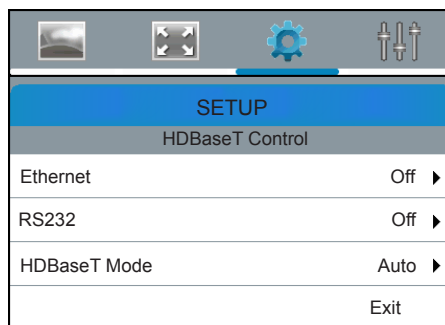 SETUP
HDBaseT Control
Ethernet Off
RS232 Off
HDBaseT Mode Auto
Exit